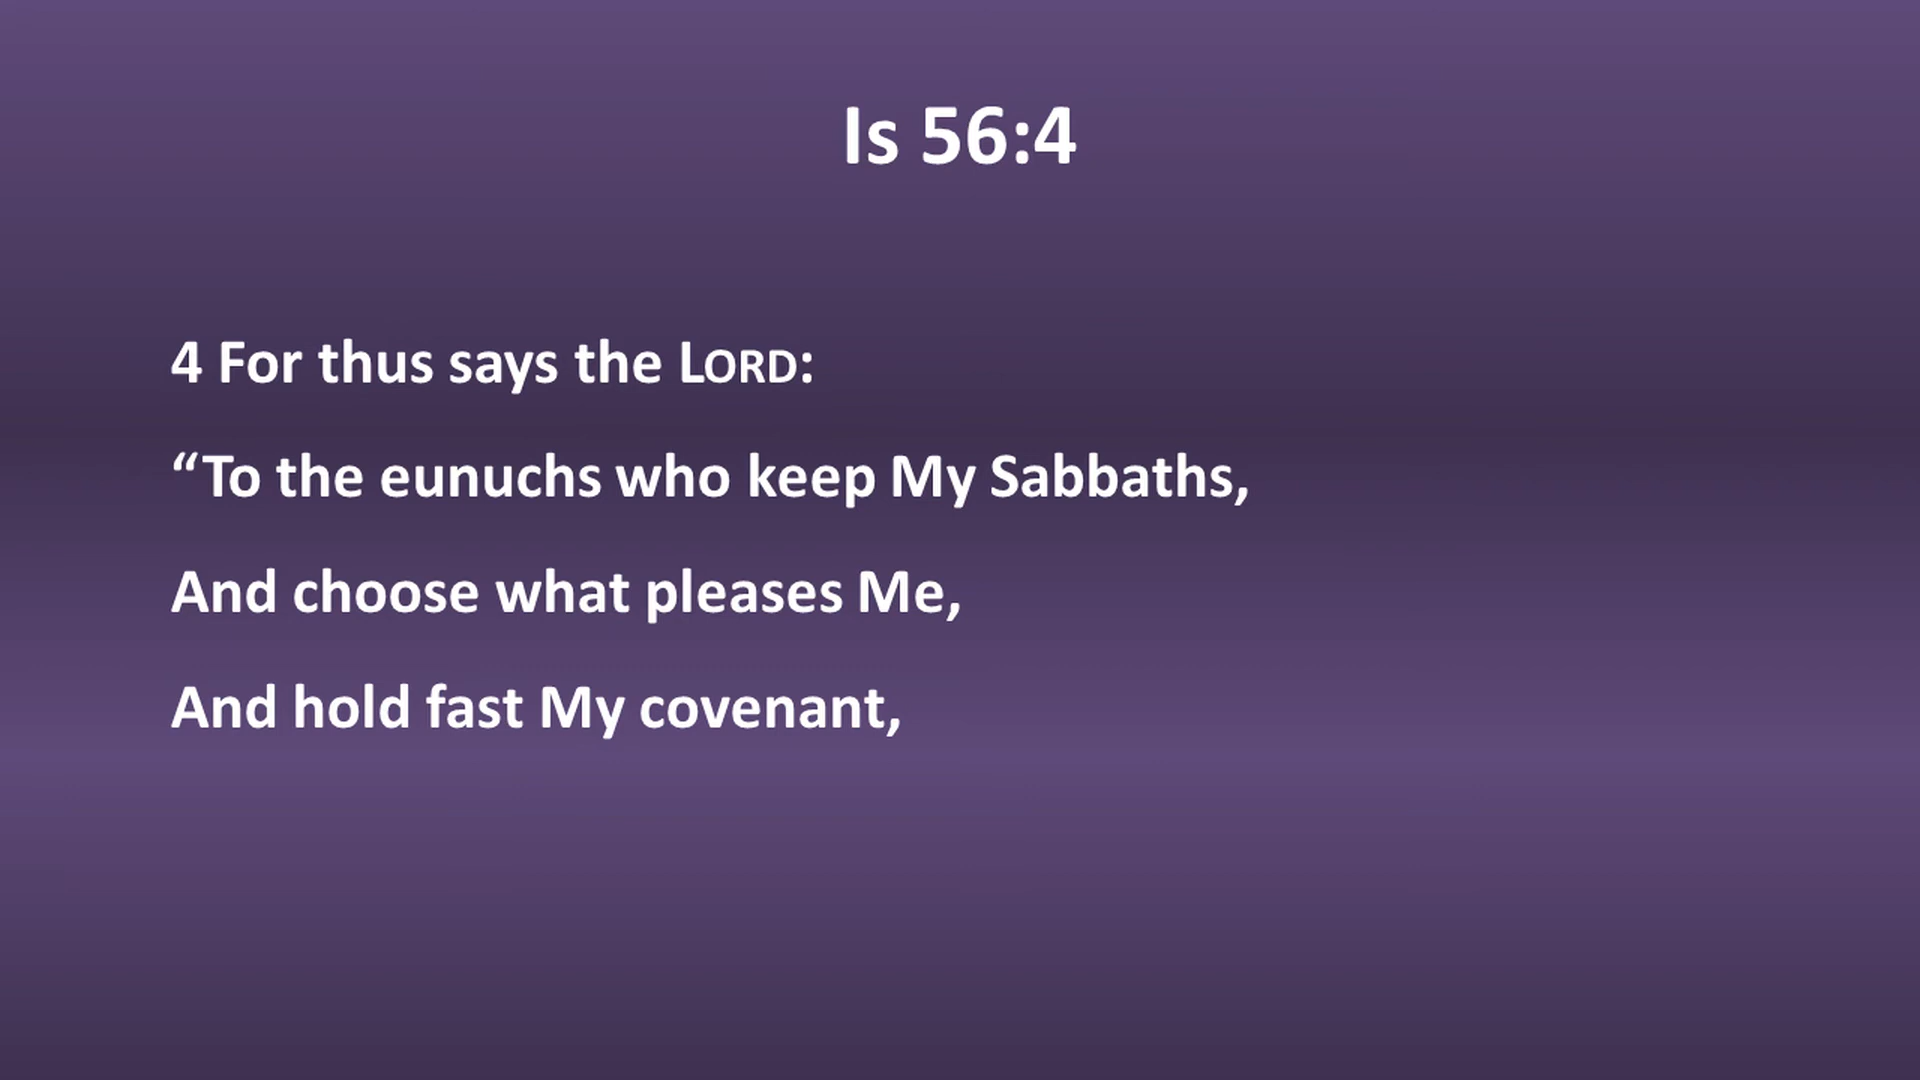 Is 56:4
4 For thus says the LORD:
“To the eunuchs who keep My Sabbaths,
And choose what pleases Me,
And hold fast My covenant,